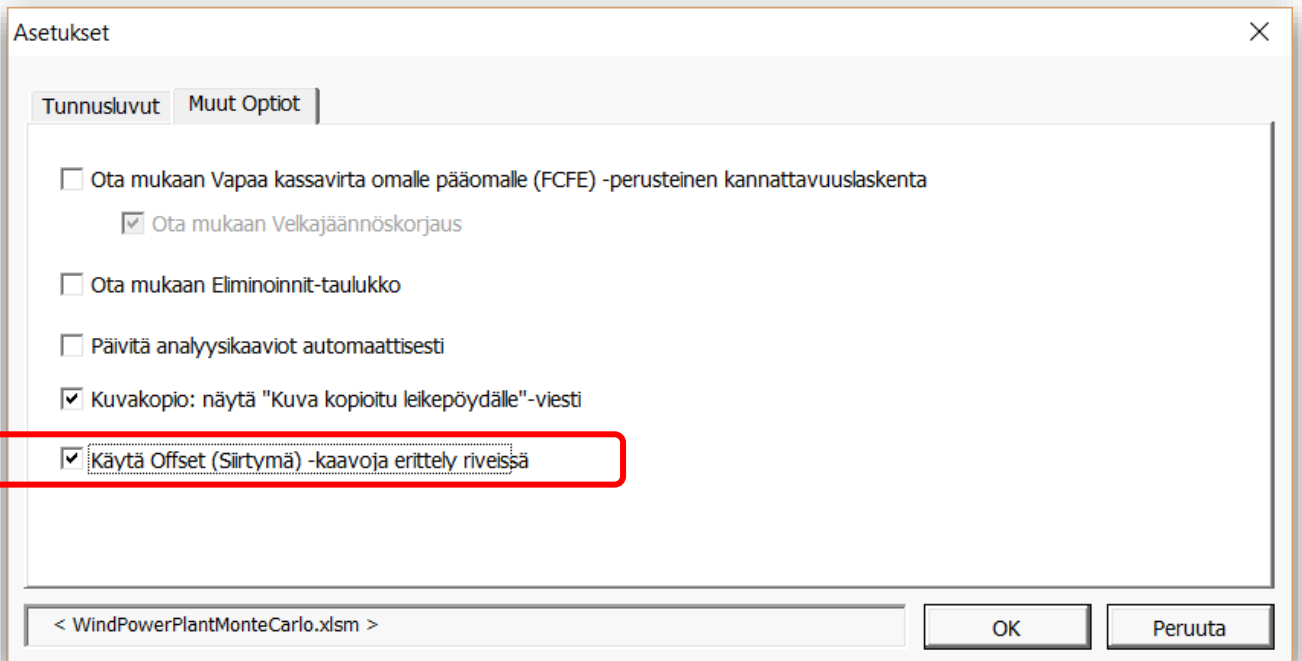 Asetukset
Tunnusluvut Muut Optiot
Ota mukaan Vapaa kassavirta omalle pääomalle (FCFE) -perusteinen kannattavuuslaskenta
Ota mukaan Velkajäännöskorjaus
Ota mukaan Eliminoinnit-taulukko
Päivitä analyysikaaviot automaattisesti
Kuvakopio: näytä "Kuva kopioitu leikepöydälle"-viesti
Käytä Offset (Siirtymä) -kaavoja erittely riveissä
< WindPowerPlantMonteCarlo.xlsm > OK Peruuta